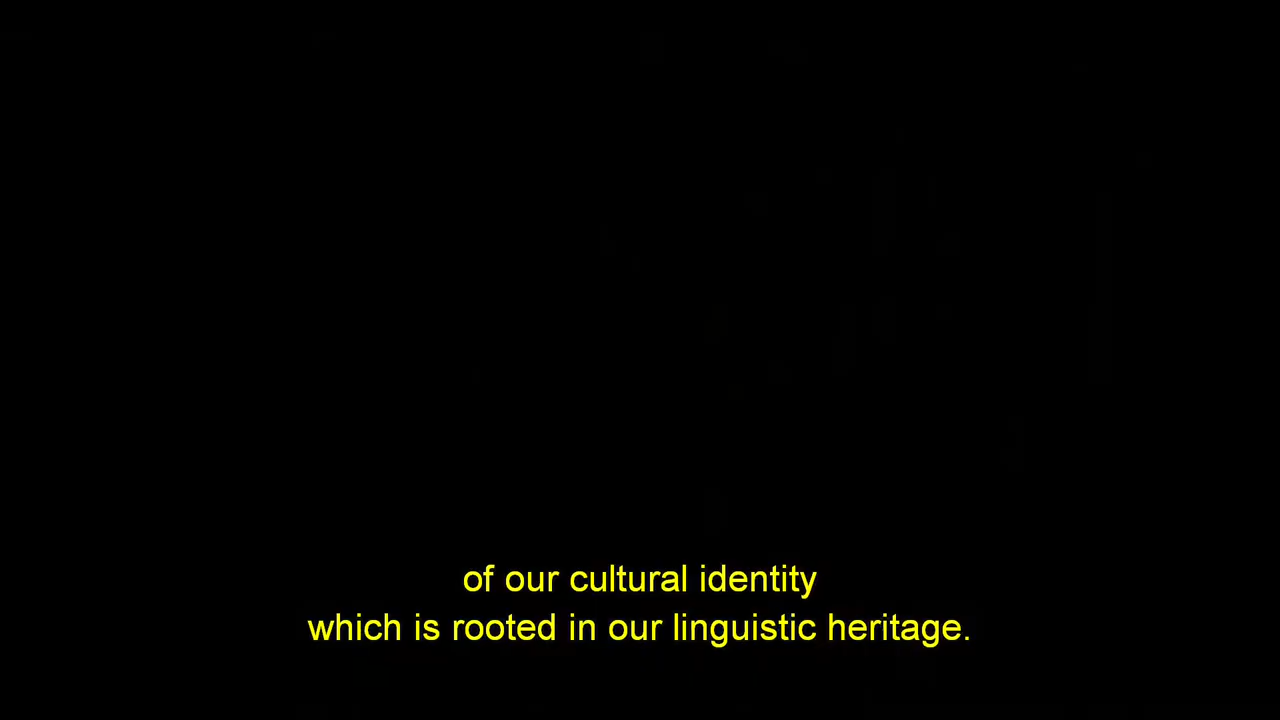 of our cultural identity
which is rooted in our linguistic heritage.